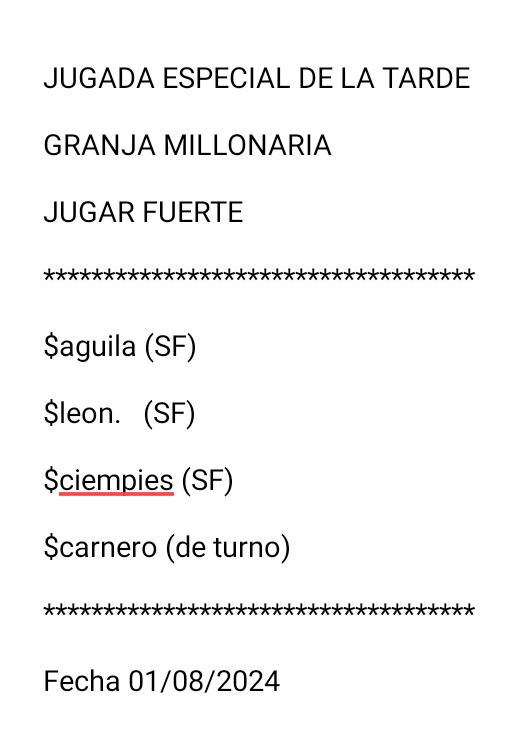 JUGADA ESPECIAL DE LA TARDE
GRANJA MILLONARIA
JUGAR FUERTE
************************************
$aguila (SF)
$leon.   (SF)
$ciempies (SF)
$carnero (de turno)
************************************
Fecha 01/08/2024